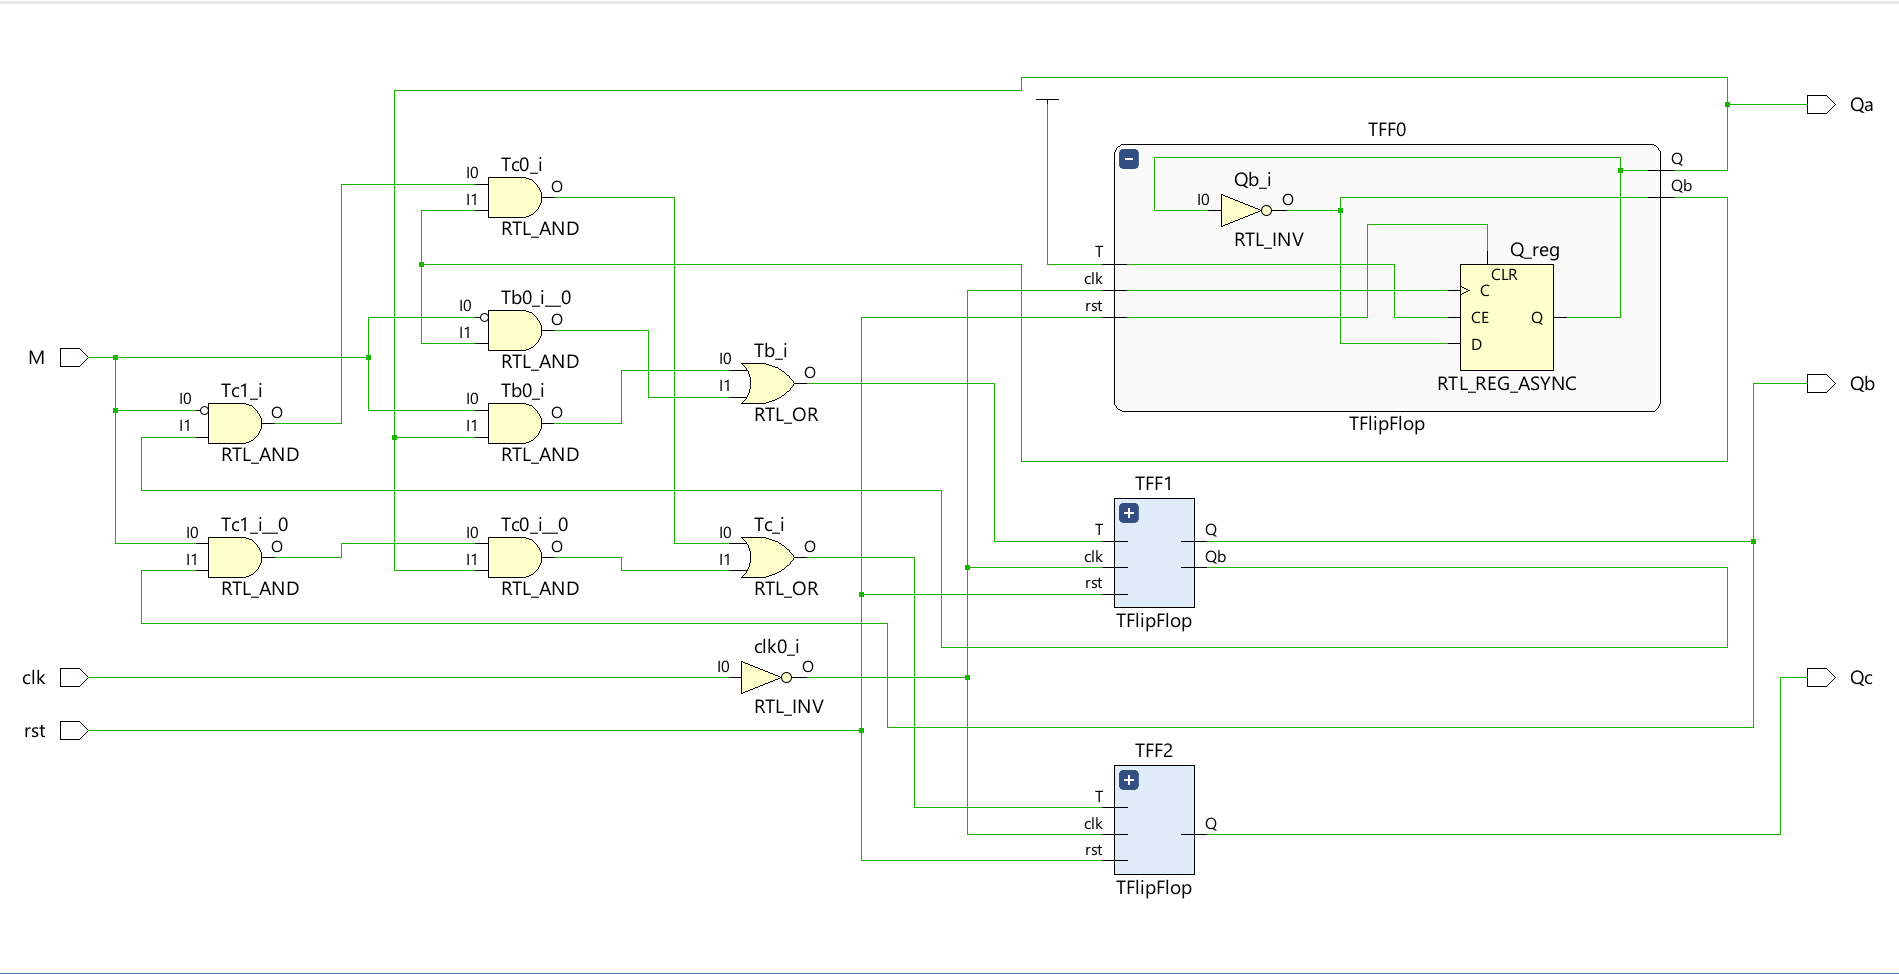 Qa
TFF0
Q
Qb
Qb_i
I0
O
RTL_INV
Q_reg
CLR
C
CE
Q
D
RTL_REG_ASYNC
T
clk
rst
TFlipFlop
Tc0_i
I0
I1
O
RTL_AND
Tb0_i__0
I0
I1
O
RTL_AND
M
Tc1_i
I0
I1
O
RTL_AND
Tb0_i
I0
I1
O
RTL_AND
Tb_i
I0
I1
O
RTL_OR
Qb
TFF1
T
clk
rst
Q
Qb
TFlipFlop
Tc1_i__0
I0
I1
O
RTL_AND
Tc0_i__0
I0
I1
O
RTL_AND
Tc_i
I0
I1
O
RTL_OR
clk
clk0_i
I0
O
RTL_INV
Qc
rst
TFF2
T
clk
rst
Q
TFlipFlop